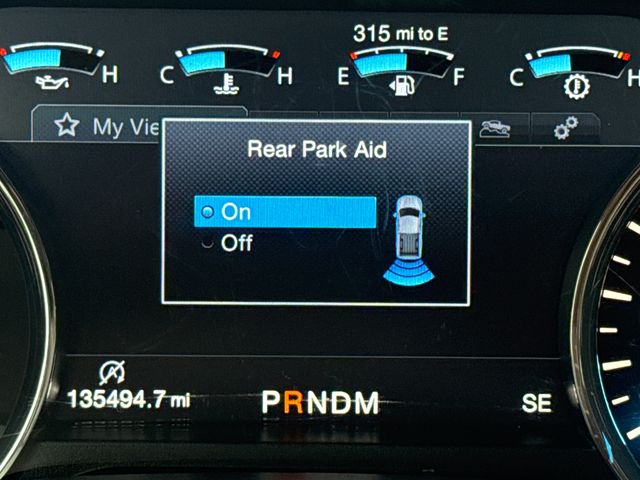 315 mi to E
H
C H
E F
C H
My Vie
Rear Park Aid
On
Off
135494.7 mi
PRNDM
SE